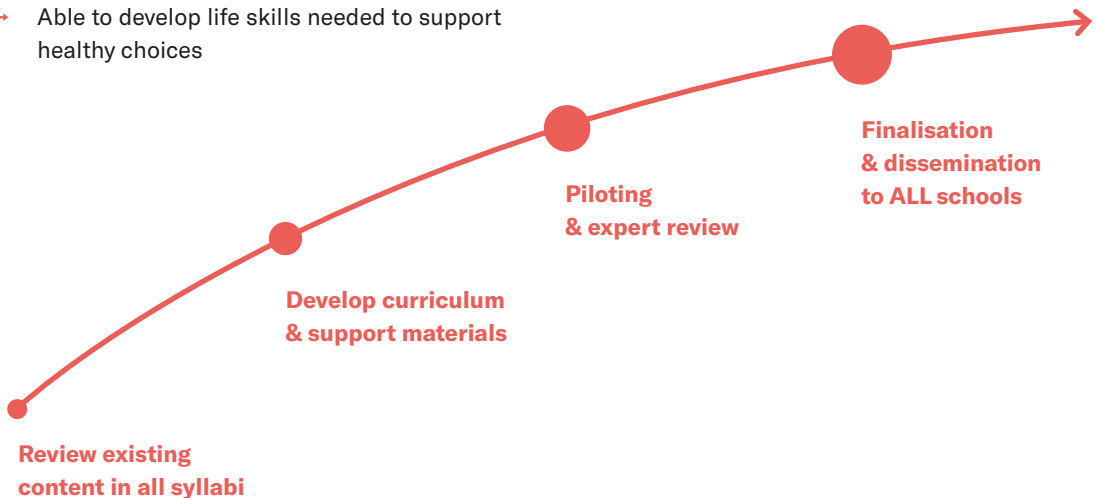 Able to develop life skills needed to support
healthy choices
Finalisation
& dissemination
to ALL schools
Piloting
& expert review
Develop curriculum
& support materials
Review existing
content in all syllabi